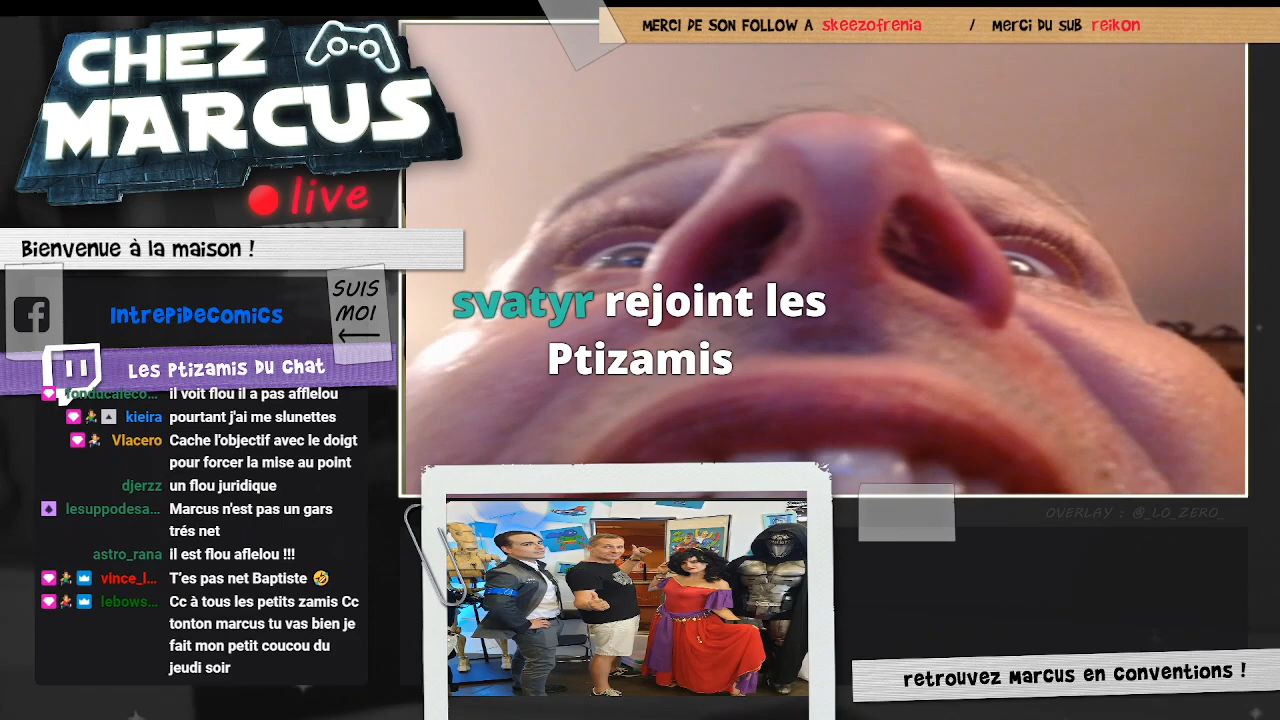 MERCI DE SON FOLLOW A skeezofrenia / merci du sub reikon
CHEZ
MARCUS
live
Bienvenue à la maison !
SUIS
MOI
IntrepiDeComics
Les Ptizamis Du Chat
svatyr rejoint les
Ptizamis
il voit flou il a pas afflelou
kieira pourtant j'ai me slunettes
Vlacero Cache l'objectif avec le doigt
pour forcer la mise au point
djerzz un flou juridique
lesuppodesa... Marcus n'est pas un gars
trés net
astro_rana il est flou aflelou !!!
vince_l... T'es pas net Baptiste 🤣
lebows... Cc à tous les petits zamis Cc
tonton marcus tu vas bien je
fait mon petit coucou du
jeudi soir
OVERLAY : @_LO_ZERO_
retrouvez Marcus en conventions !